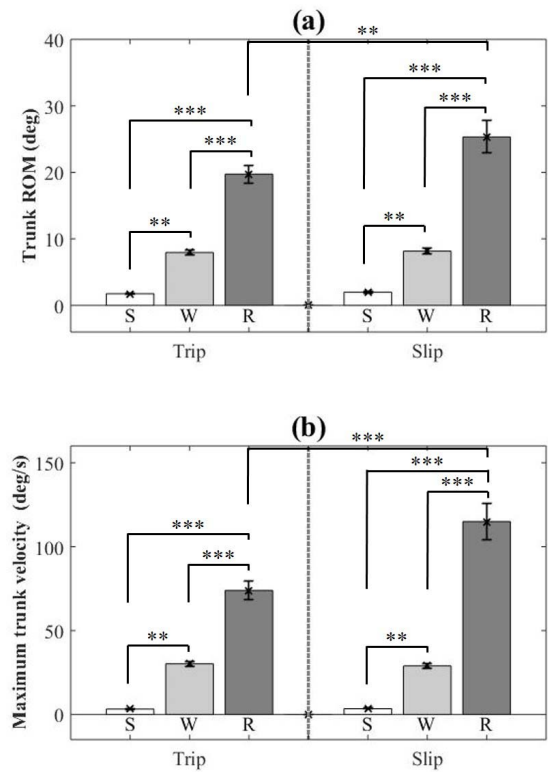 (a)
**
40
***
***
30
***
***
20
**
**
10
0
Trunk ROM (deg)
S W R S W R
Trip Slip
(b)
***
150
***
***
***
100
***
50
**
**
0
Maximum trunk velocity (deg/s)
S W R S W R
Trip Slip